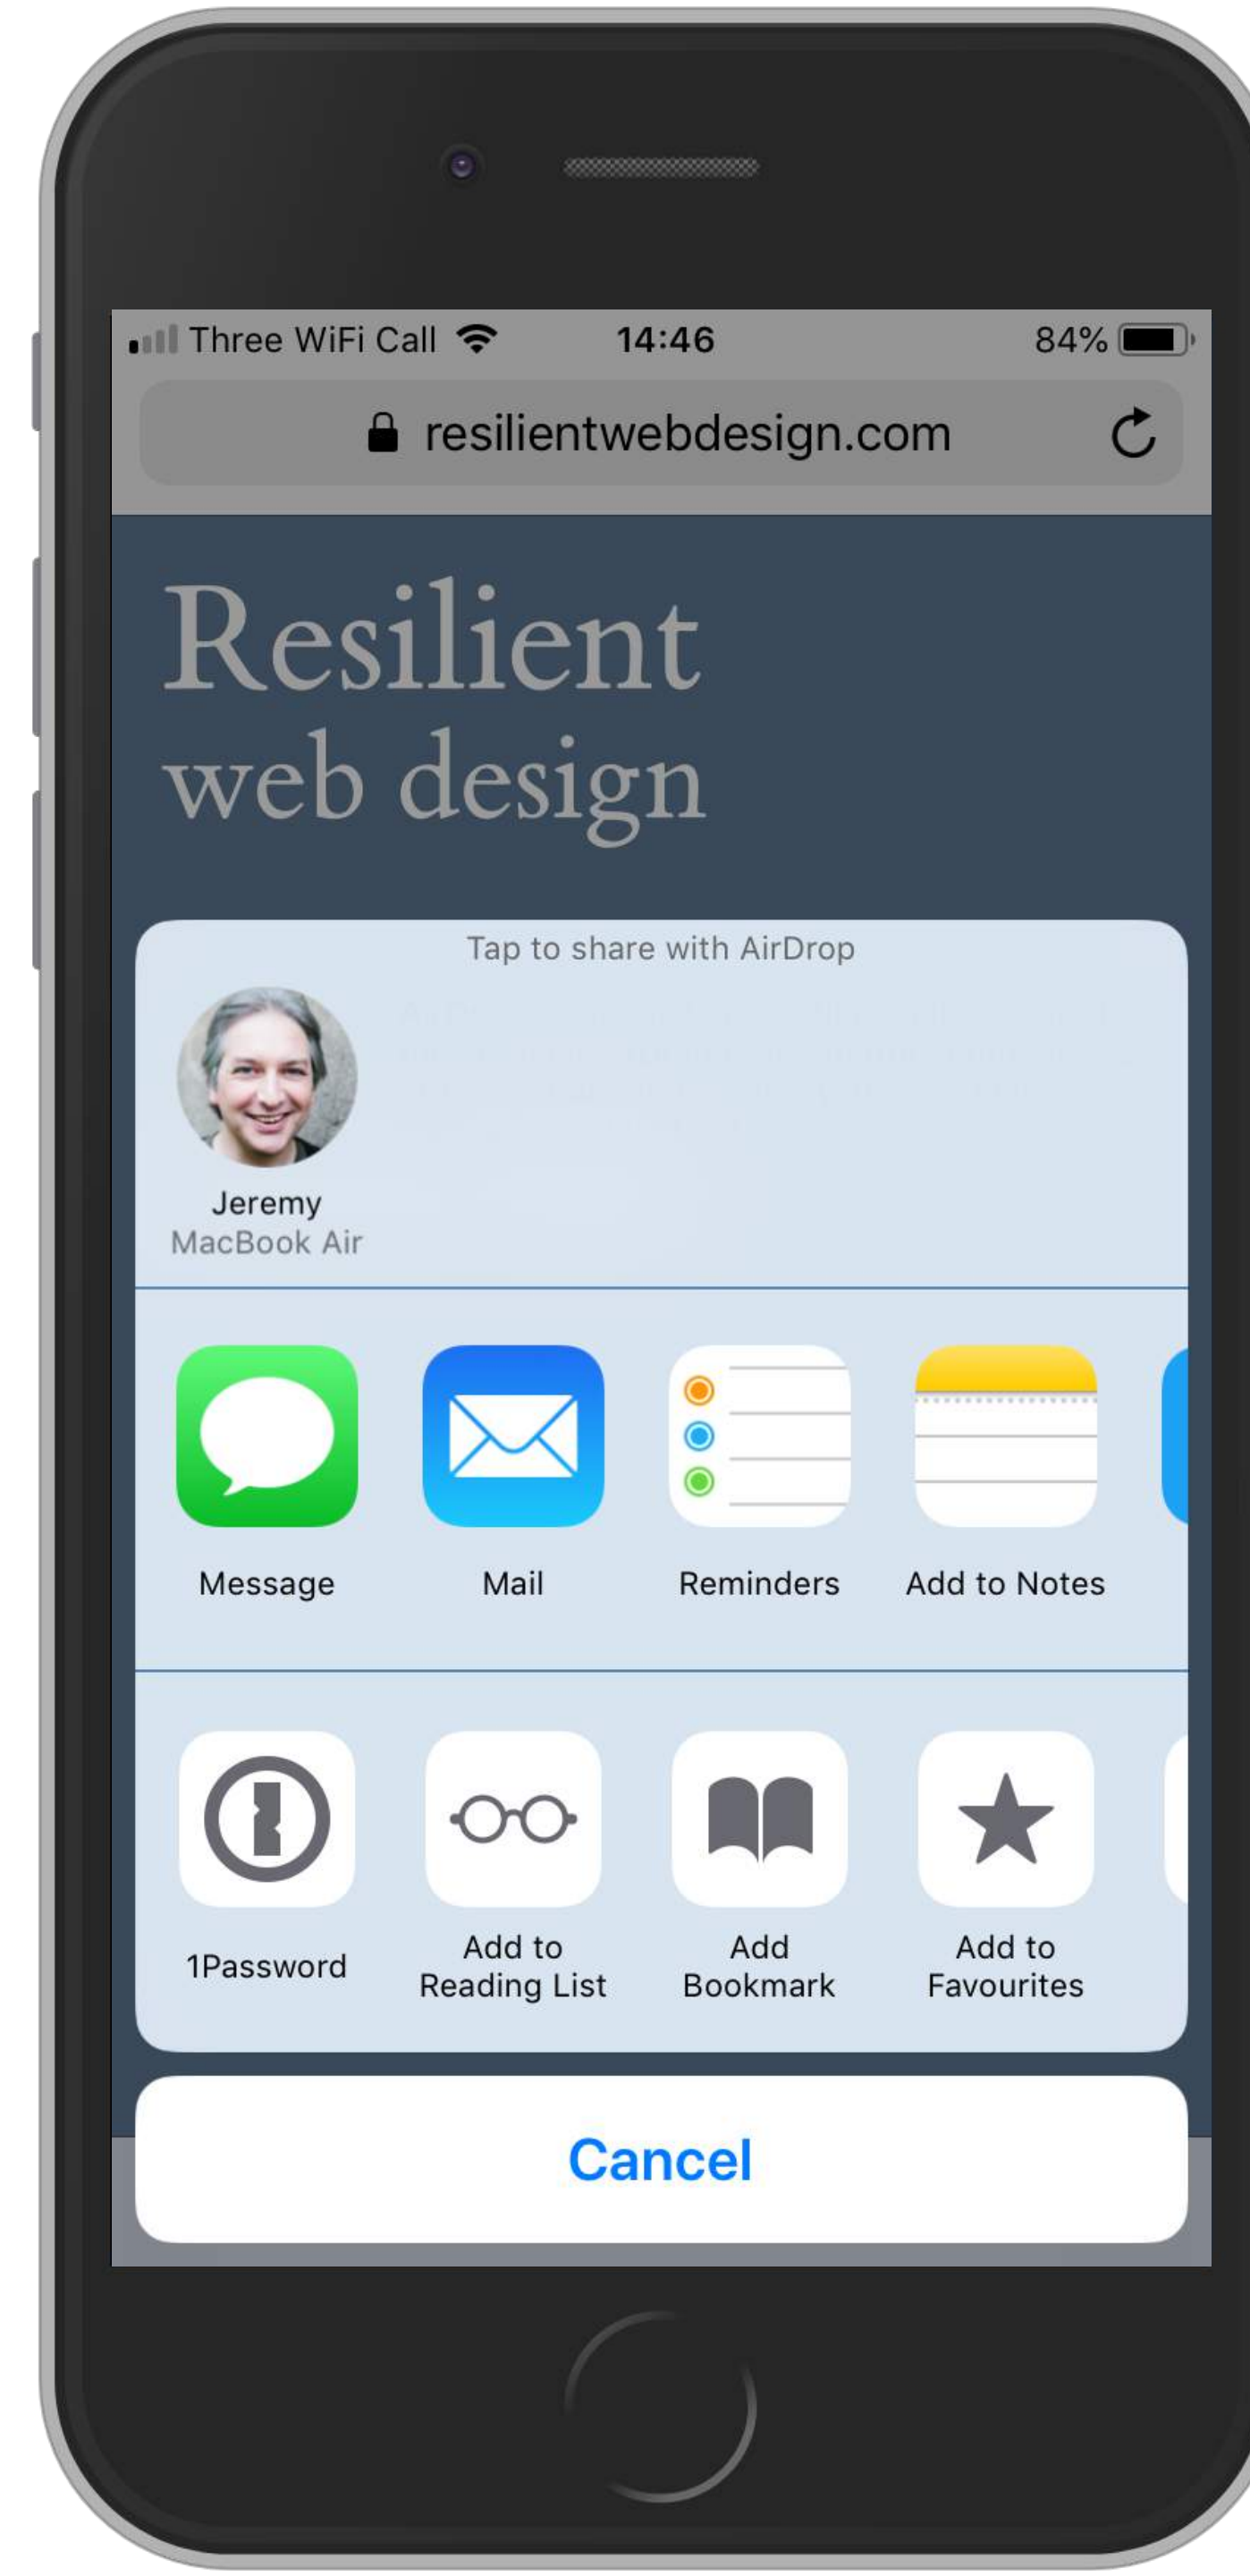 Three WiFi Call 14:46 84%
resilientwebdesign.com
Resilient
web design
Tap to share with AirDrop
Jeremy
MacBook Air
Message Mail Reminders Add to Notes
1Password
Add to Reading List
Add Bookmark
Add to Favourites
Cancel